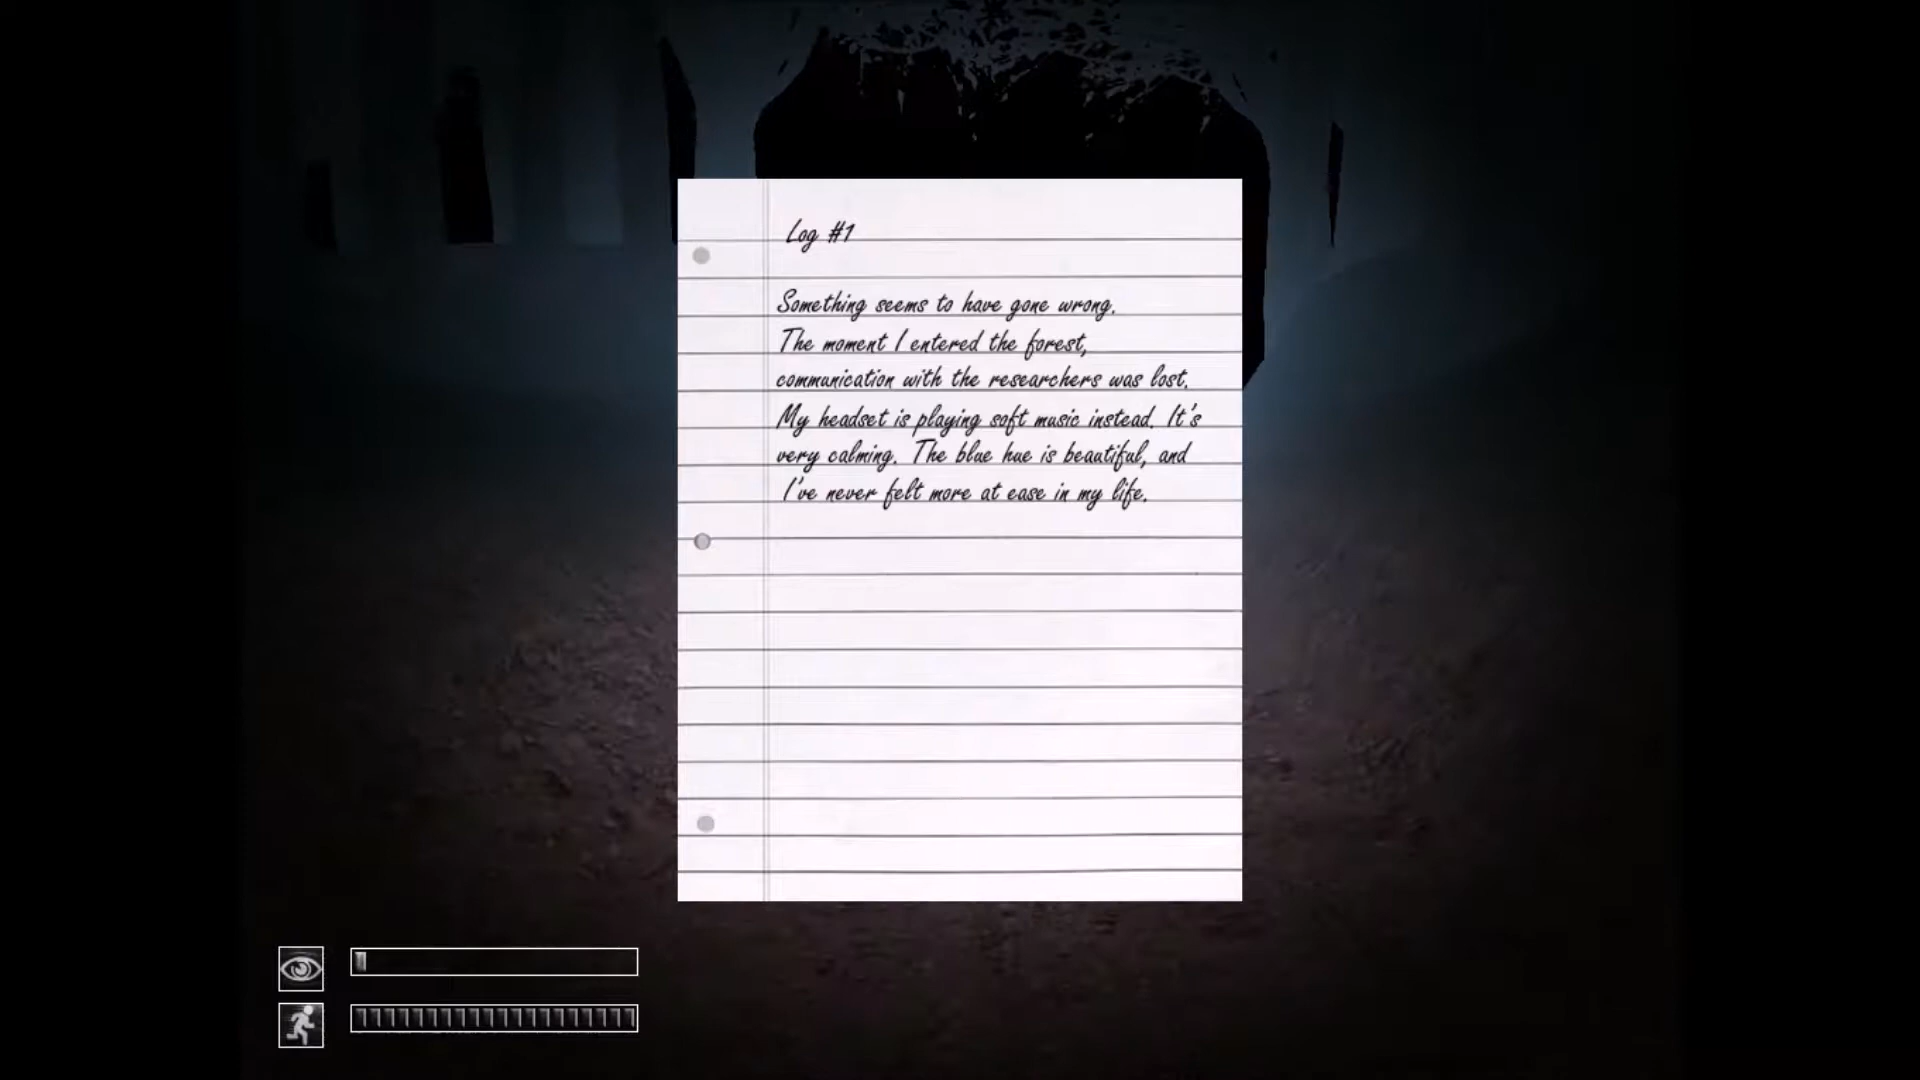 Log #1
Something seems to have gone wrong.
The moment I entered the forest,
communication with the researchers was lost.
My headset is playing soft music instead. It's
very calming. The blue hue is beautiful, and
I've never felt more at ease in my life.